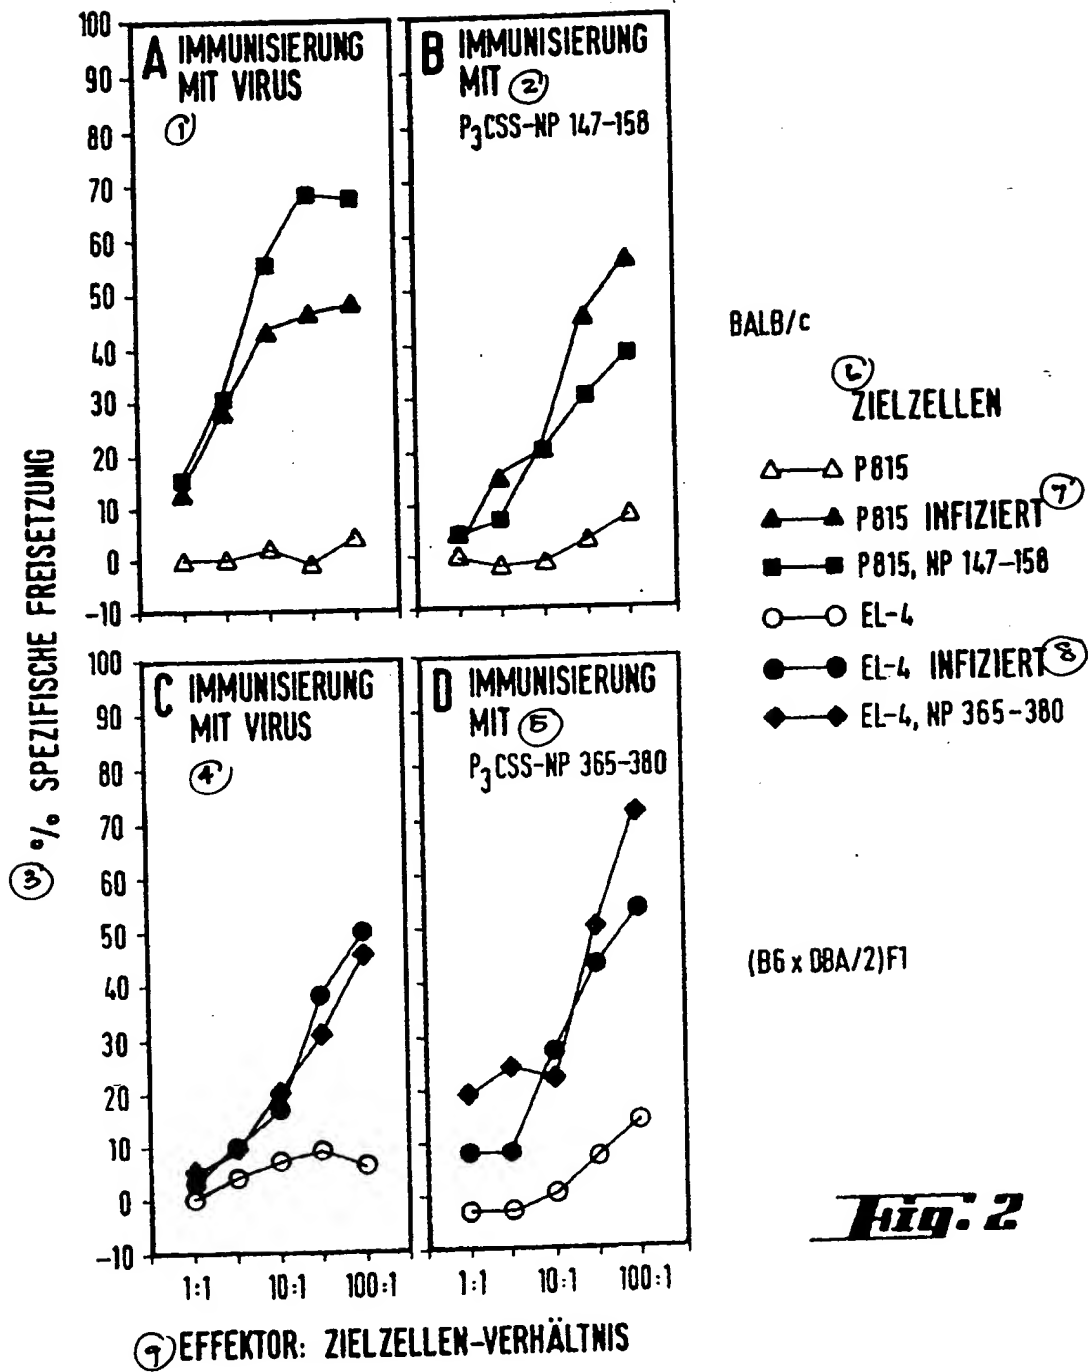 A IMMUNISIERUNG
MIT VIRUS
1
B IMMUNISIERUNG
MIT 2
P3CSS-NP 147-158
100
90
80
70
60
50
40
30
20
10
0
-10
BALB/c
6
ZIELZELLEN
P815
P815 INFIZIERT 7
P815, NP 147-158
EL-4
EL-4 INFIZIERT 8
EL-4, NP 365-380
3 % SPEZIFISCHE FREISETZUNG
C IMMUNISIERUNG
MIT VIRUS
4
D IMMUNISIERUNG
MIT 5
P3CSS-NP 365-380
100
90
80
70
60
50
40
30
20
10
0
-10
(B6 x DBA/2)F1
1:1 10:1 100:1 1:1 10:1 100:1
9 EFFEKTOR: ZIELZELLEN-VERHÄLTNIS
Fig. 2